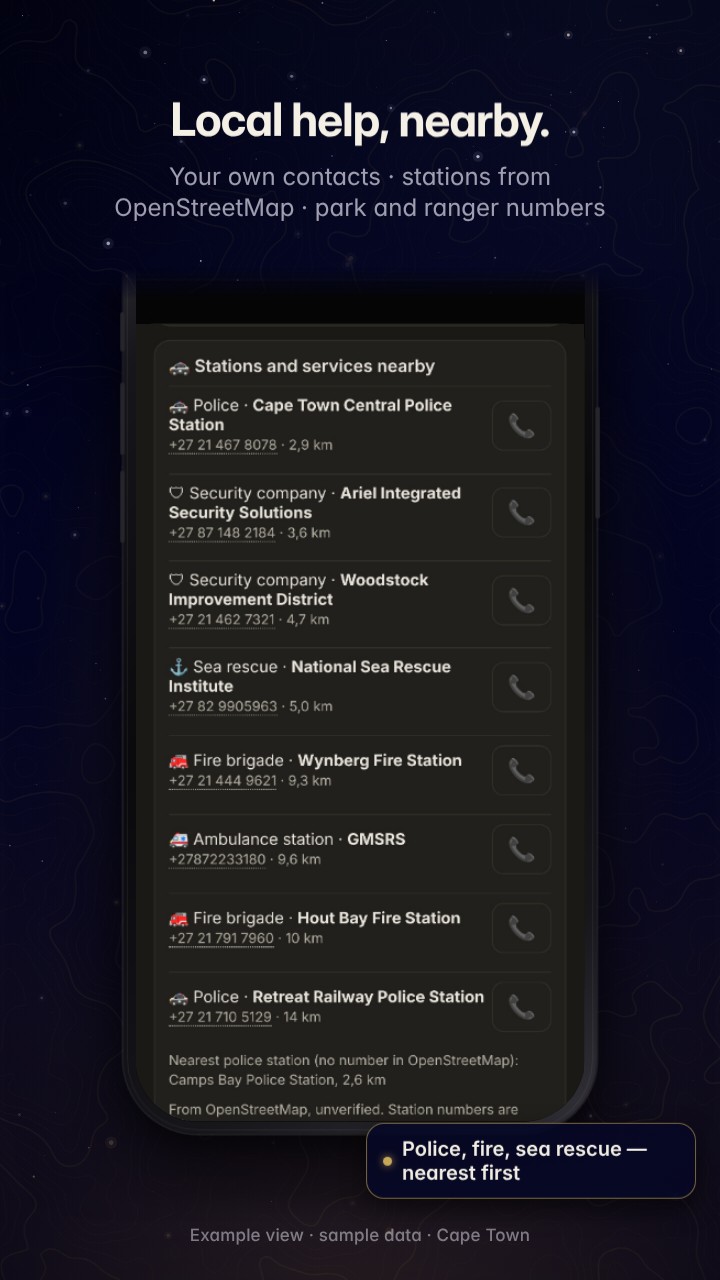 Local help, nearby.
Your own contacts · stations from
OpenStreetMap · park and ranger numbers
Stations and services nearby
Police · Cape Town Central Police
Station
+27 21 467 8078 · 2,9 km
Security company · Ariel Integrated
Security Solutions
+27 87 148 2184 · 3,6 km
Security company · Woodstock
Improvement District
+27 21 462 7321 · 4,7 km
Sea rescue · National Sea Rescue
Institute
+27 82 9905963 · 5,0 km
Fire brigade · Wynberg Fire Station
+27 21 444 9621 · 9,3 km
Ambulance station · GMSRS
+27872233180 · 9,6 km
Fire brigade · Hout Bay Fire Station
+27 21 791 7960 · 10 km
Police · Retreat Railway Police Station
+27 21 710 5129 · 14 km
Nearest police station (no number in OpenStreetMap):
Camps Bay Police Station, 2,6 km
From OpenStreetMap, unverified. Station numbers are
Police, fire, sea rescue —
nearest first
Example view · sample data · Cape Town